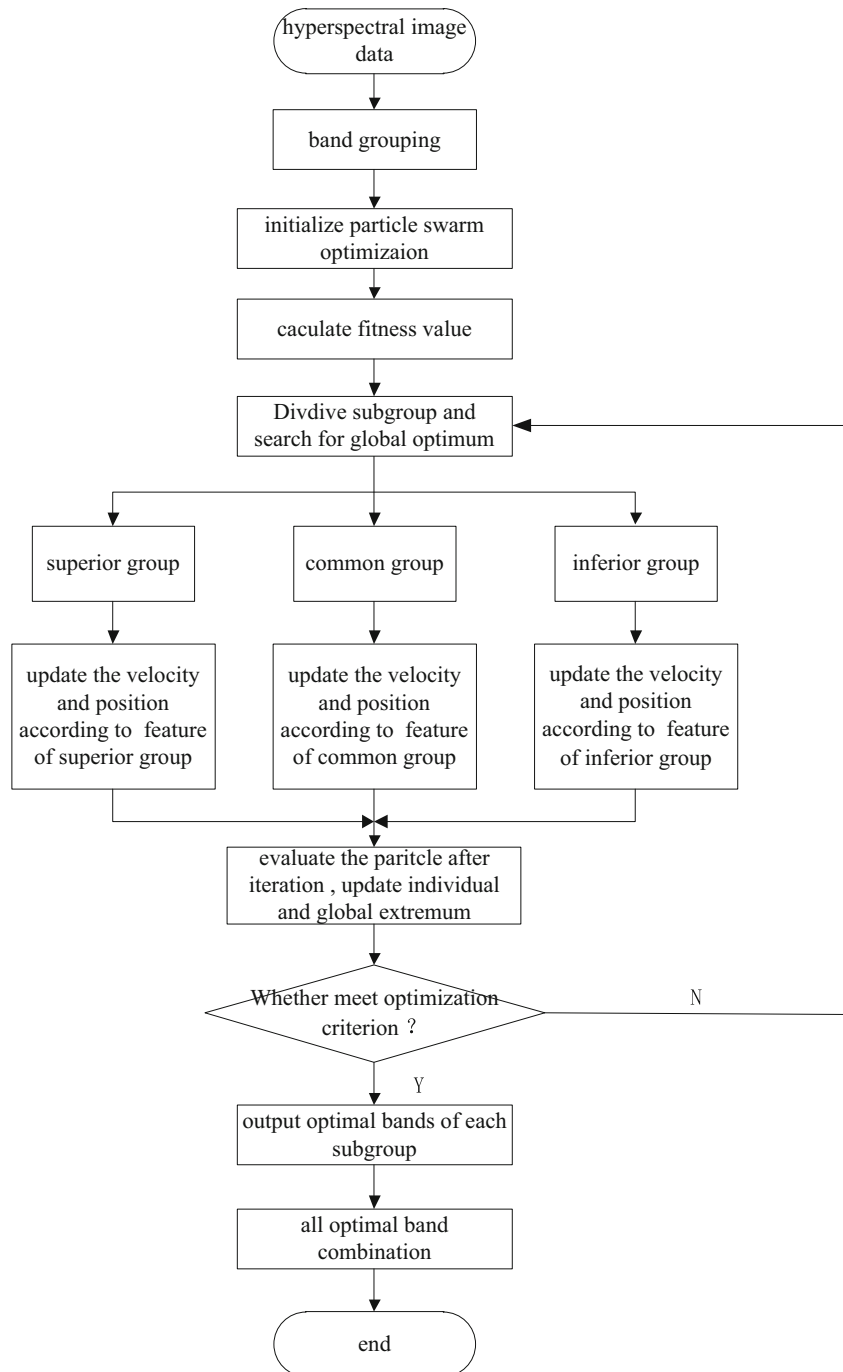 hyperspectral image
data
band grouping
initialize particle swarm
optimizaion
caculate fitness value
Divdive subgroup and
search for global optimum
superior group
common group
inferior group
update the velocity
and position
according to feature
of superior group
update the velocity
and position
according to feature
of common group
update the velocity
and position
according to feature
of inferior group
evaluate the paritcle after
iteration , update individual
and global extremum
Whether meet optimization
criterion ？
N
Y
output optimal bands of each
subgroup
all optimal band
combination
end